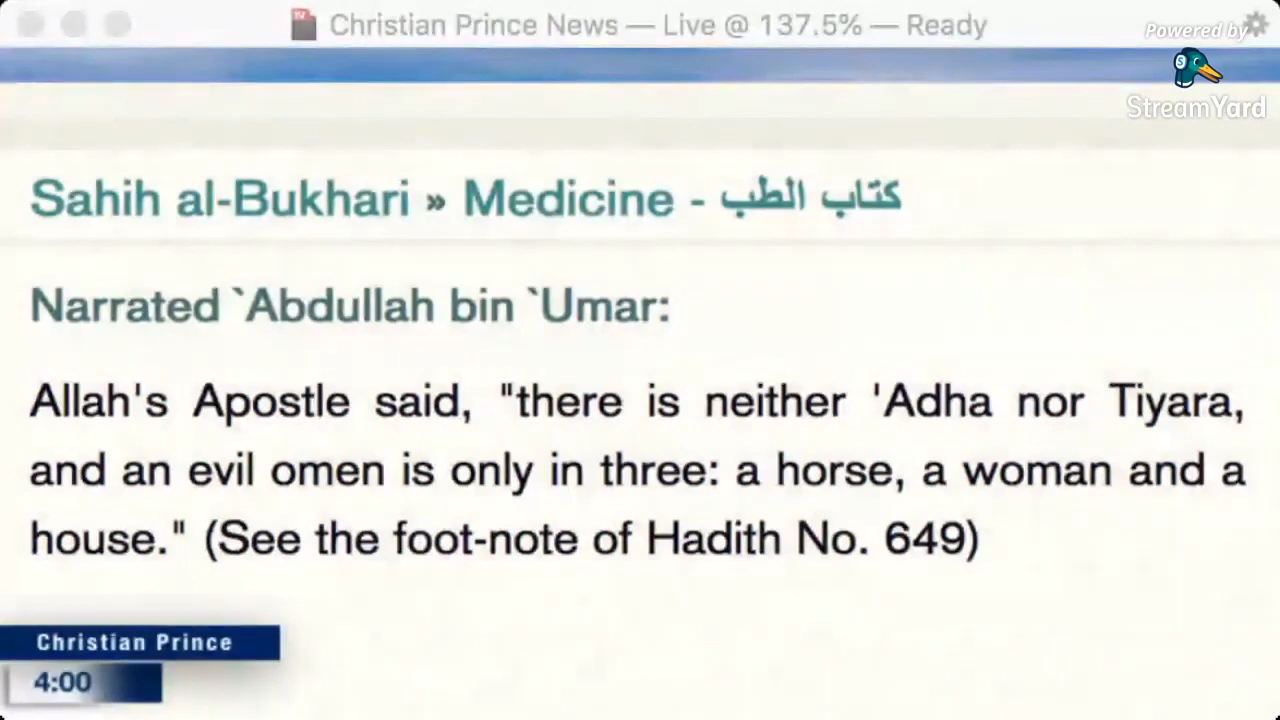 Christian Prince News — Live @ 137.5% — Ready
Powered by
StreamYard
Sahih al-Bukhari » Medicine - كتاب الطب
Narrated `Abdullah bin `Umar:
Allah's Apostle said, "there is neither 'Adha nor Tiyara,
and an evil omen is only in three: a horse, a woman and a
house." (See the foot-note of Hadith No. 649)
Christian Prince
4:00